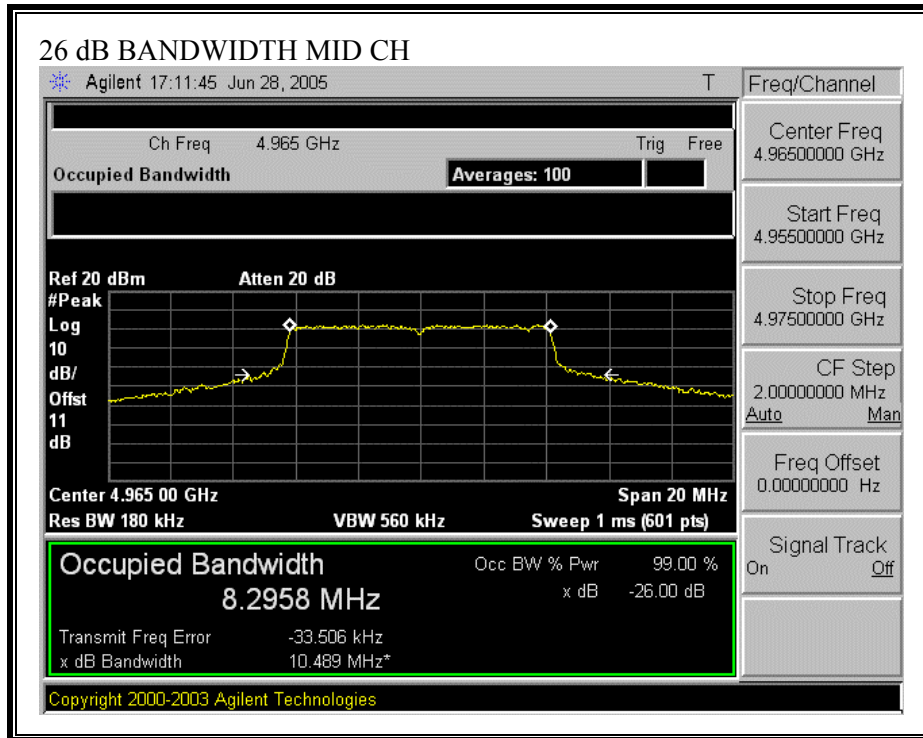 26 dB BANDWIDTH MID CH
Agilent 17:11:45 Jun 28, 2005 T
Freq/Channel
Ch Freq 4.965 GHz Trig Free
Occupied Bandwidth Averages: 100
Center Freq
4.96500000 GHz
Start Freq
4.95500000 GHz
Stop Freq
4.97500000 GHz
CF Step
2.00000000 MHz
Auto Man
Freq Offset
0.00000000 Hz
Signal Track
On Off
Ref 20 dBm Atten 20 dB
#Peak
Log
10
dB/
Offst
11
dB
Center 4.965 00 GHz Span 20 MHz
Res BW 180 kHz VBW 560 kHz Sweep 1 ms (601 pts)
Occupied Bandwidth Occ BW % Pwr 99.00 %
8.2958 MHz x dB -26.00 dB
Transmit Freq Error -33.506 kHz
x dB Bandwidth 10.489 MHz*
Copyright 2000-2003 Agilent Technologies